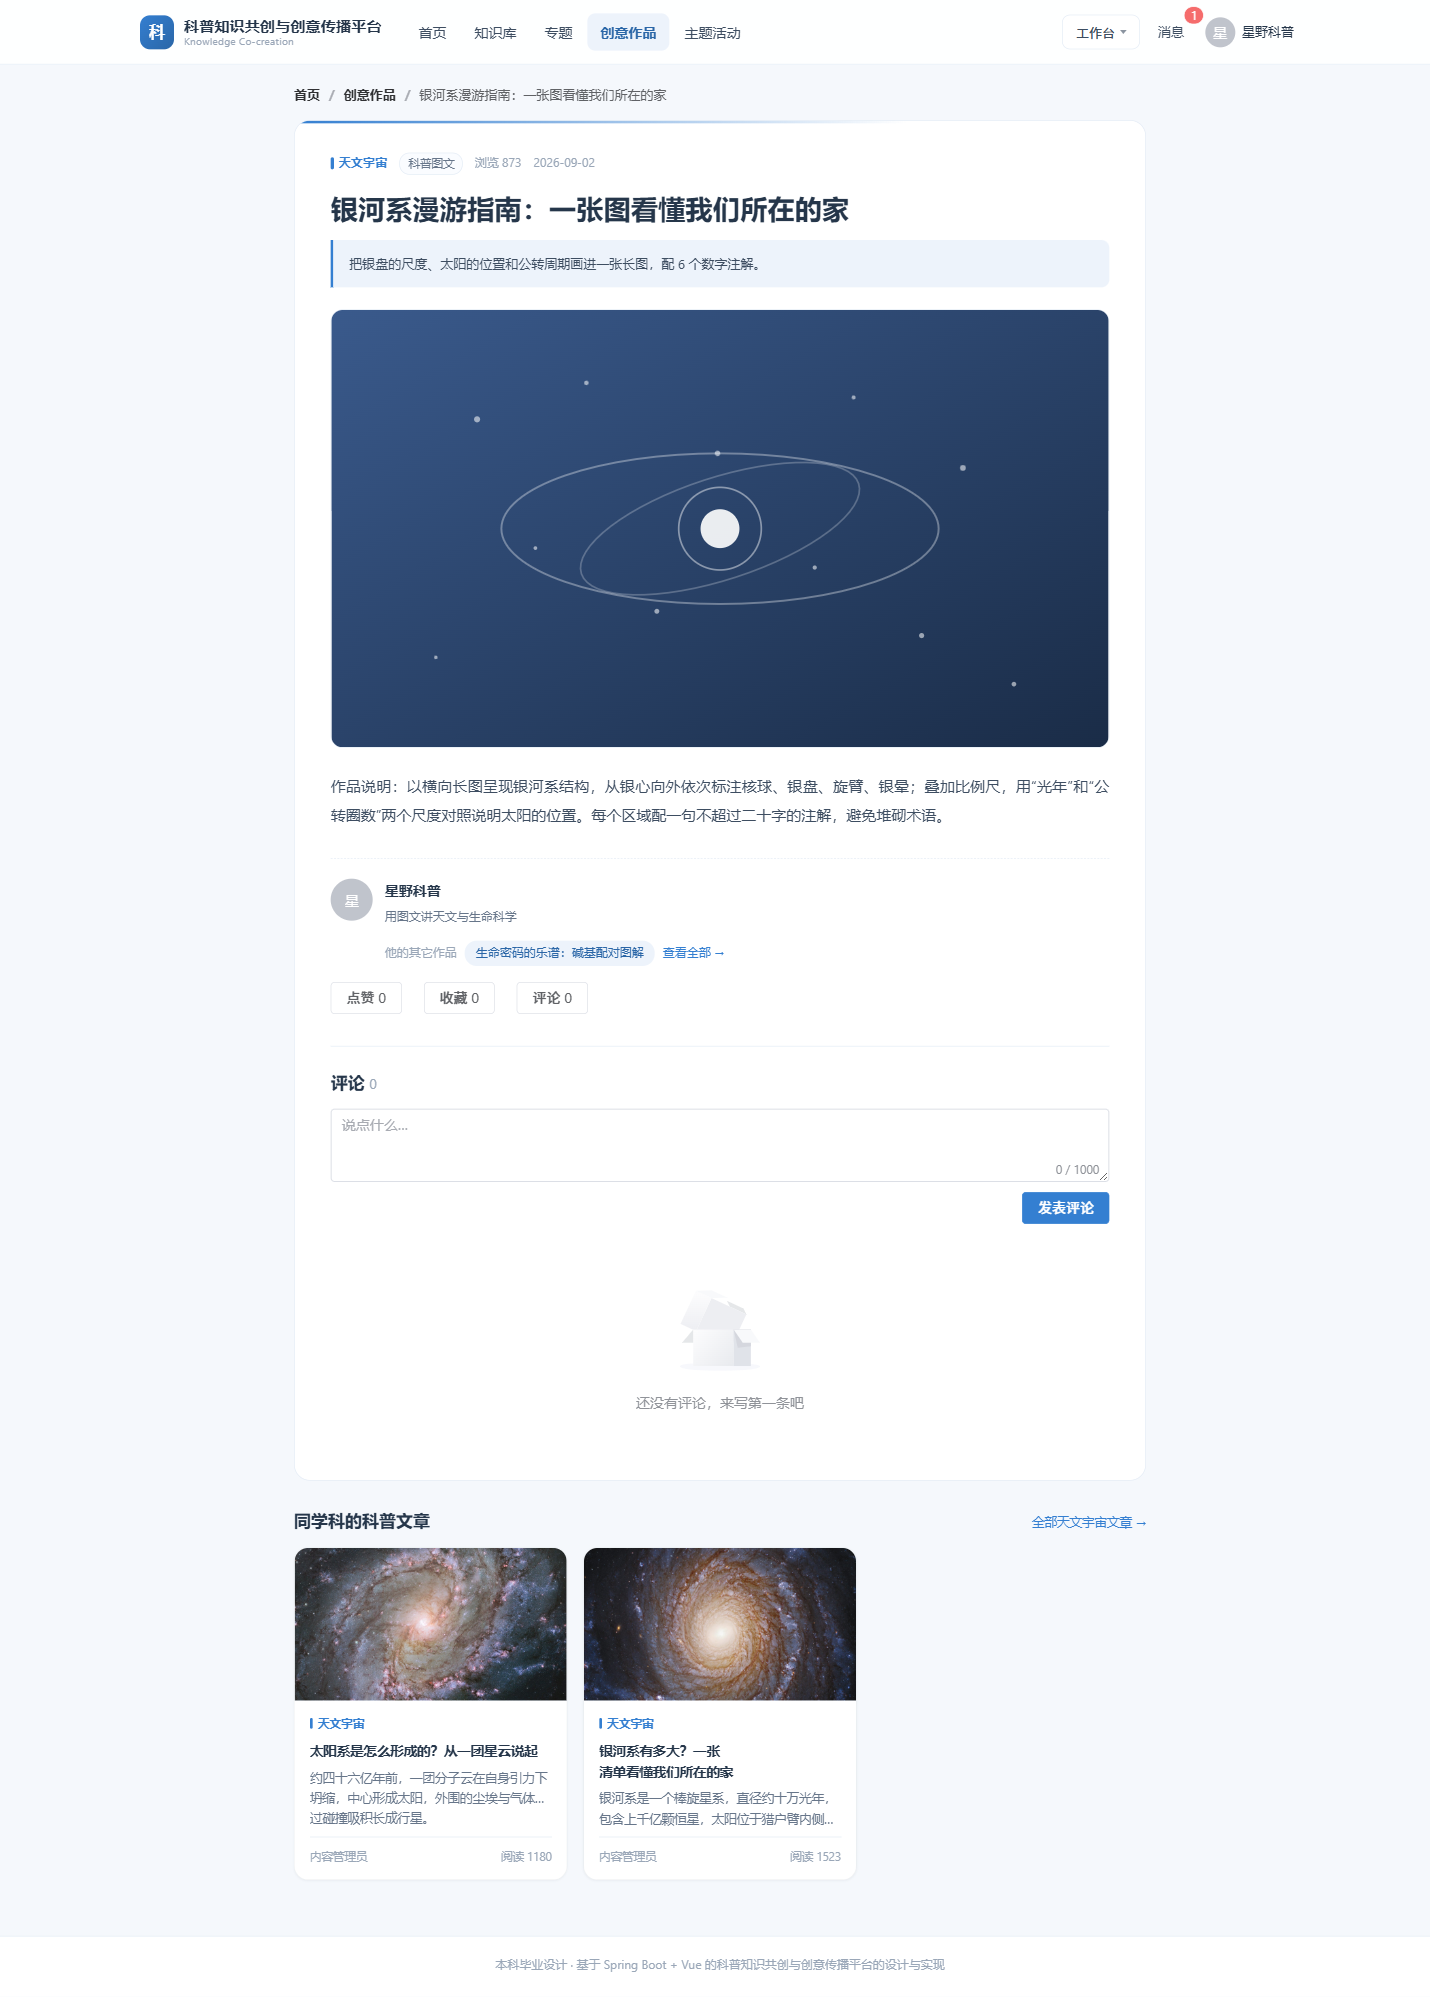 科
科普知识共创与创意传播平台
Knowledge Co-creation
首页
知识库
专题
创意作品
主题活动
工作台
消息
1
星
星野科普
首页 / 创意作品 / 银河系漫游指南：一张图看懂我们所在的家
天文宇宙
科普图文
浏览 873
2026-09-02
银河系漫游指南：一张图看懂我们所在的家
把银盘的尺度、太阳的位置和公转周期画进一张长图，配 6 个数字注解。
作品说明：以横向长图呈现银河系结构，从银心向外依次标注核球、银盘、旋臂、银晕；叠加比例尺，用“光年”和“公
转圈数”两个尺度对照说明太阳的位置。每个区域配一句不超过二十字的注解，避免堆砌术语。
星
星野科普
用图文讲天文与生命科学
他的其它作品
生命密码的乐谱：碱基配对图解
查看全部 →
点赞 0
收藏 0
评论 0
评论 0
说点什么...
0 / 1000
发表评论
还没有评论，来写第一条吧
同学科的科普文章
全部天文宇宙文章 →
天文宇宙
太阳系是怎么形成的？从一团星云说起
约四十六亿年前，一团分子云在自身引力下
坍缩，中心形成太阳，外围的尘埃与气体...
过碰撞吸积长成行星。
内容管理员
阅读 1180
天文宇宙
银河系有多大？一张
清单看懂我们所在的家
银河系是一个棒旋星系，直径约十万光年，
包含上千亿颗恒星，太阳位于猎户臂内侧...
内容管理员
阅读 1523
本科毕业设计 · 基于 Spring Boot + Vue 的科普知识共创与创意传播平台的设计与实现